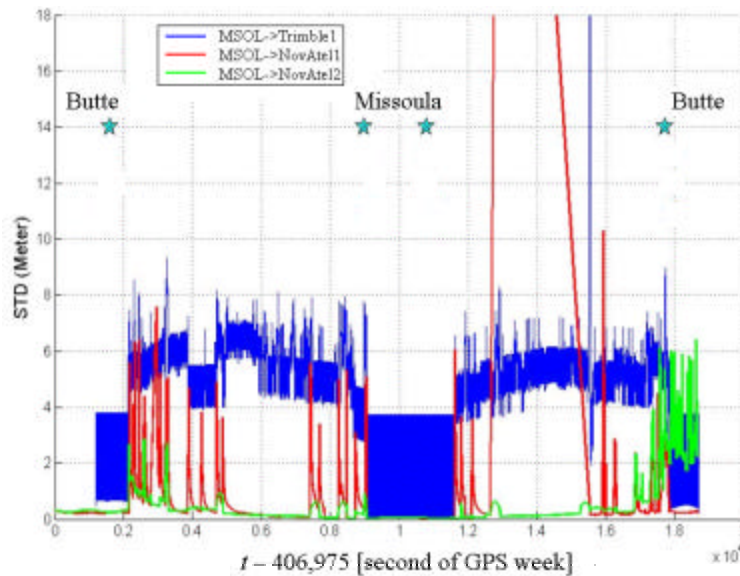 18
16
14
12
10
8
6
4
2
0
STD (Meter)
MSOL->Trimble1
MSOL->NovAtel1
MSOL->NovAtel2
Butte Missoula Butte
0 0.2 0.4 0.6 0.8 1 1.2 1.4 1.6 1.8
t – 406,975 [second of GPS week]